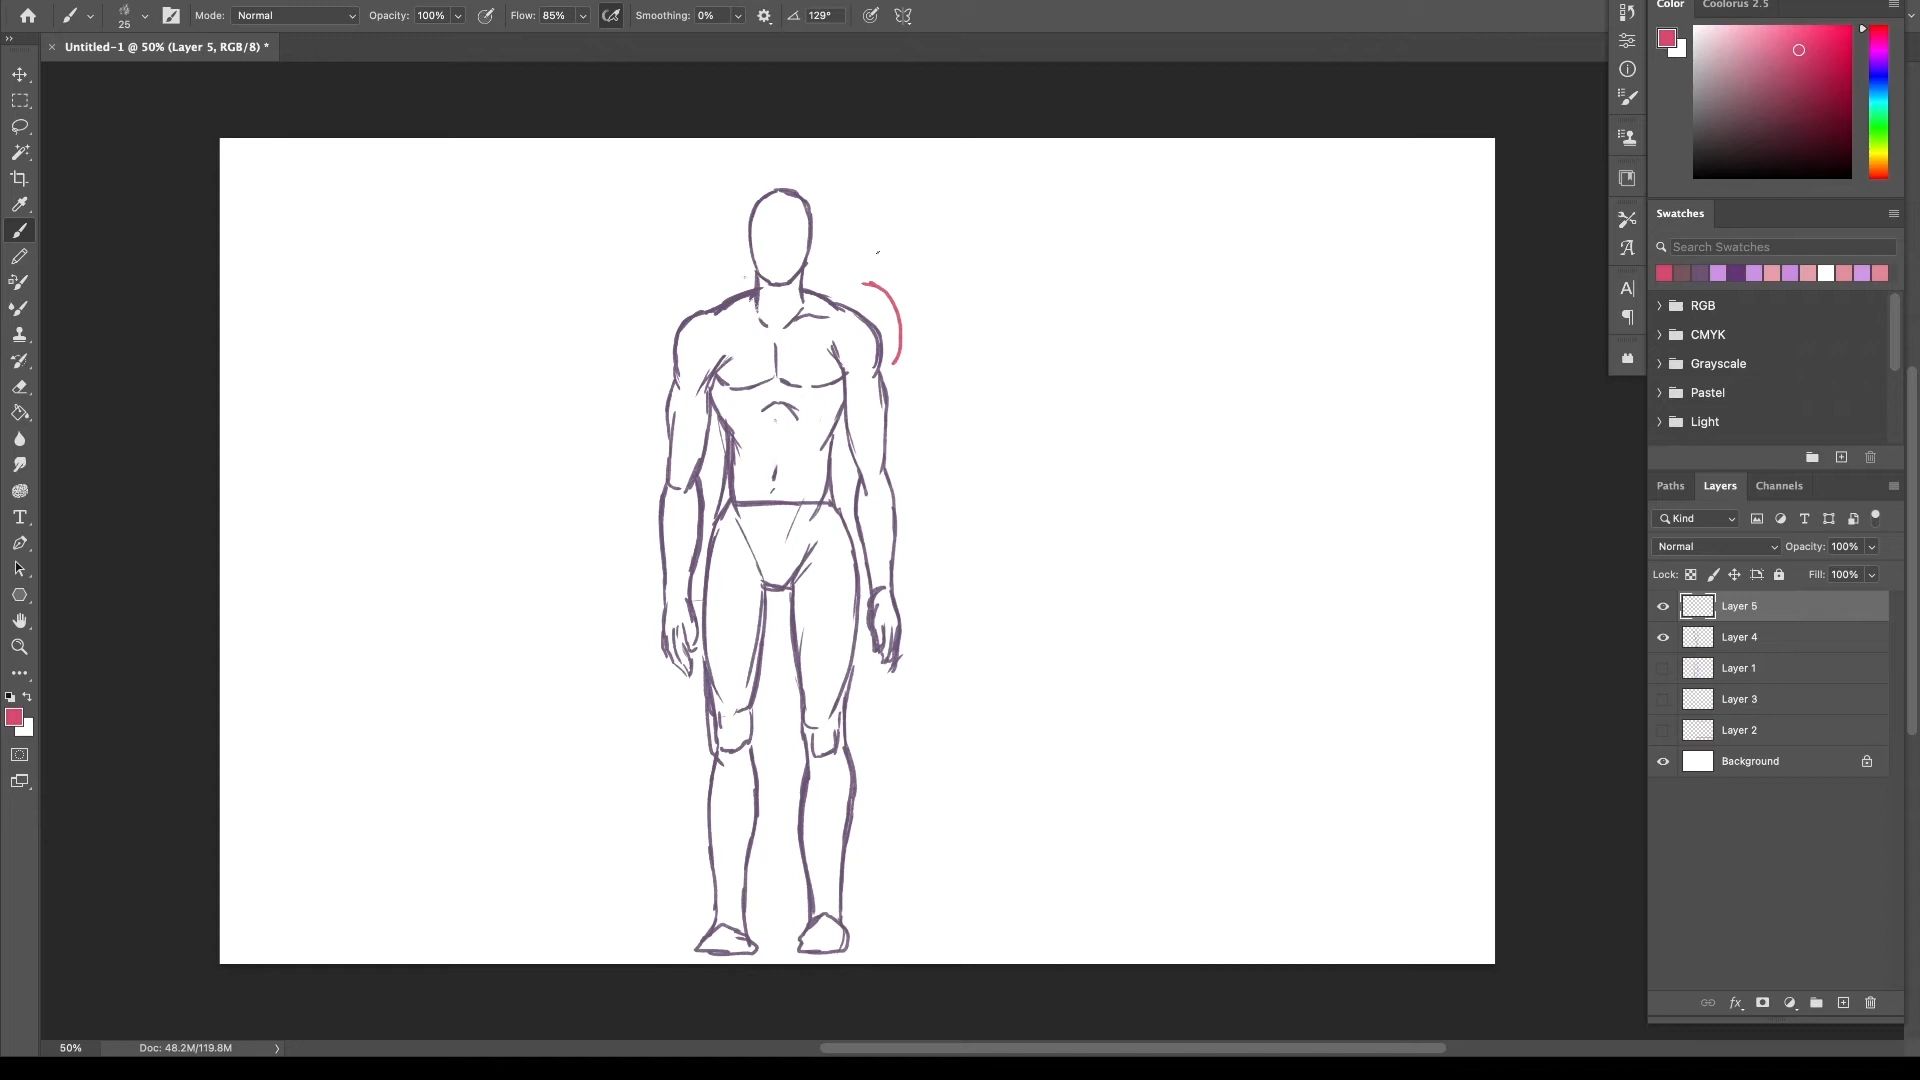 25
Mode: Normal
Opacity: 100%
Flow: 85%
Smoothing: 0%
129°
Untitled-1 @ 50% (Layer 5, RGB/8) *
Color
Coolorus 2.5
Swatches
Search Swatches
RGB
CMYK
Grayscale
Pastel
Light
Paths
Layers
Channels
Kind
Normal
Opacity: 100%
Lock:
Fill: 100%
Layer 5
Layer 4
Layer 1
Layer 3
Layer 2
Background
fx
50%
Doc: 48.2M/119.8M